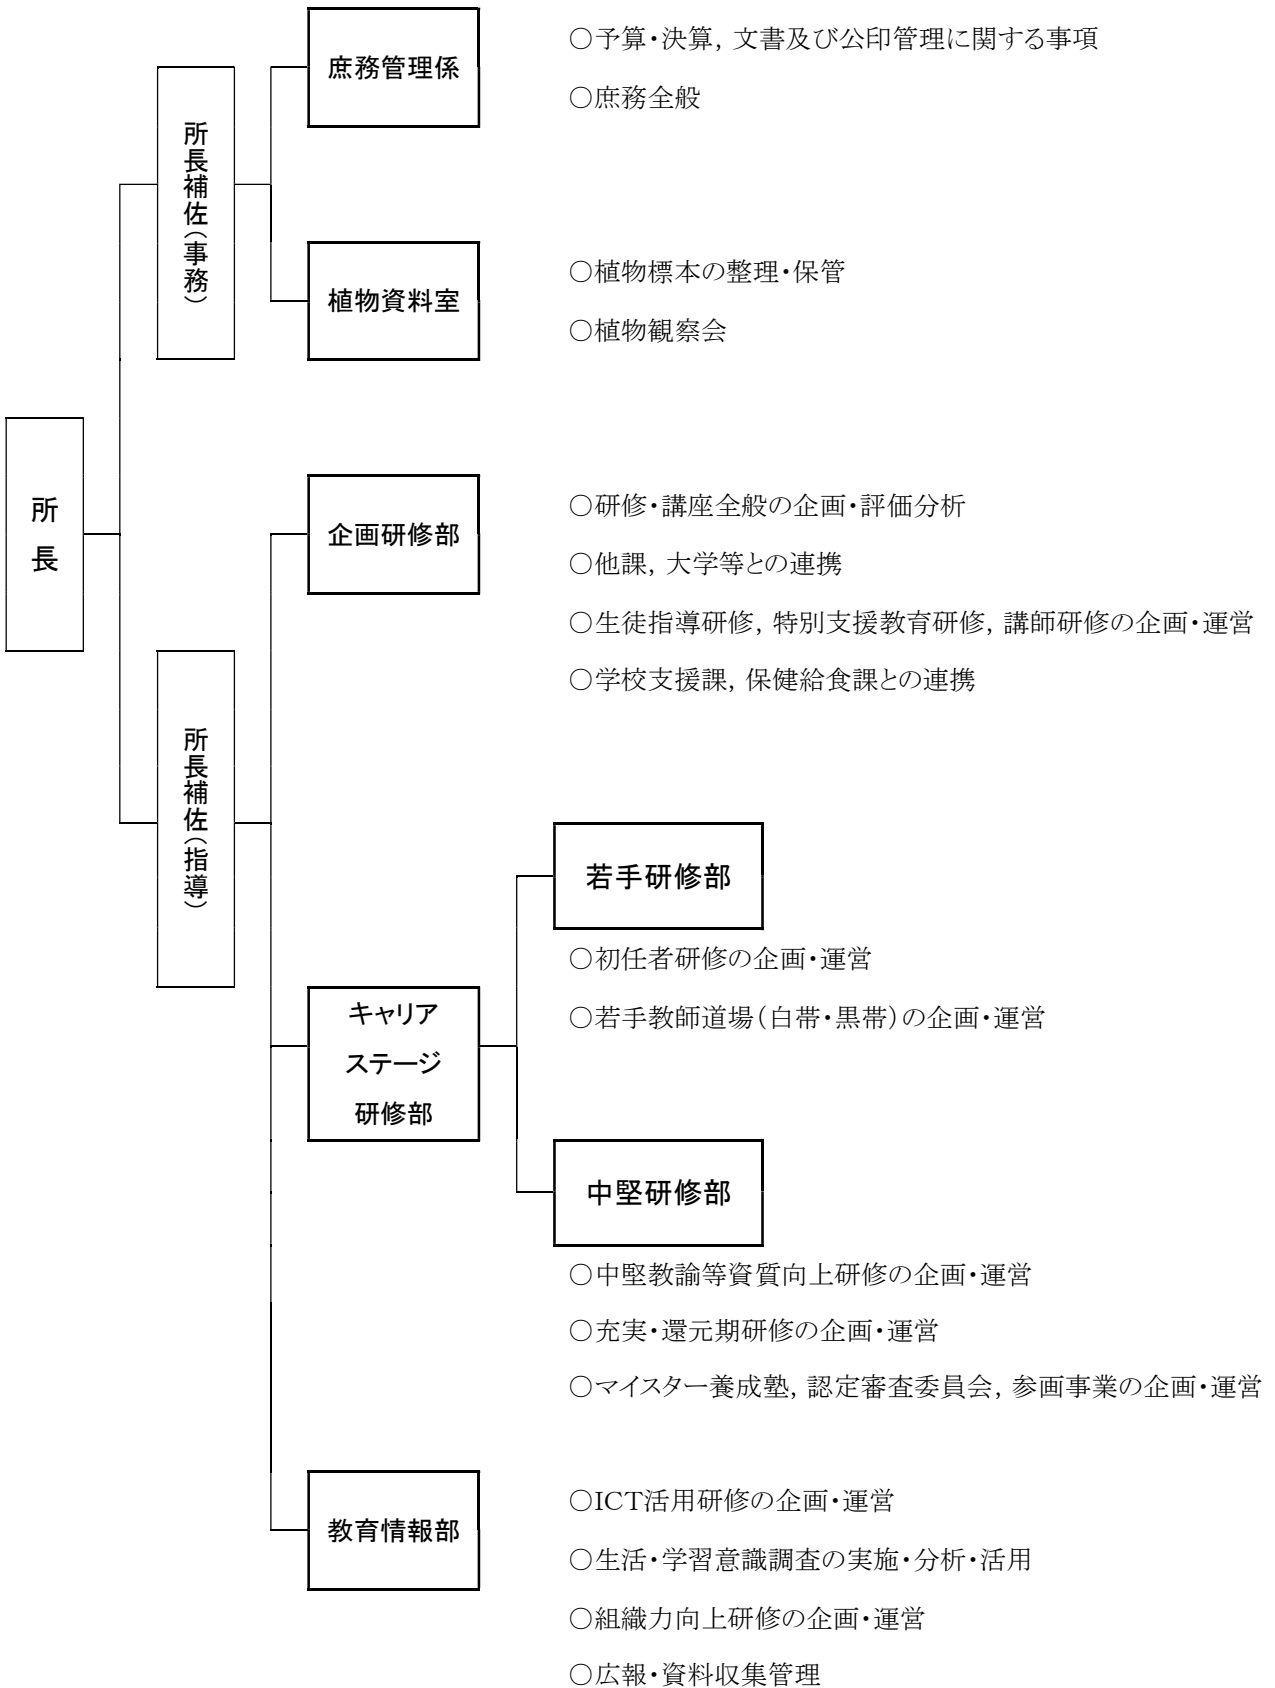 所長
所長補佐(事務)
庶務管理係
○予算・決算, 文書及び公印管理に関する事項
○庶務全般
植物資料室
○植物標本の整理・保管
○植物観察会
所長補佐(指導)
企画研修部
○研修・講座全般の企画・評価分析
○他課, 大学等との連携
○生徒指導研修, 特別支援教育研修, 講師研修の企画・運営
○学校支援課, 保健給食課との連携
キャリア
ステージ
研修部
若手研修部
○初任者研修の企画・運営
○若手教師道場(白帯・黒帯)の企画・運営
中堅研修部
○中堅教諭等資質向上研修の企画・運営
○充実・還元期研修の企画・運営
○マイスター養成塾, 認定審査委員会, 参画事業の企画・運営
教育情報部
○ICT活用研修の企画・運営
○生活・学習意識調査の実施・分析・活用
○組織力向上研修の企画・運営
○広報・資料収集管理